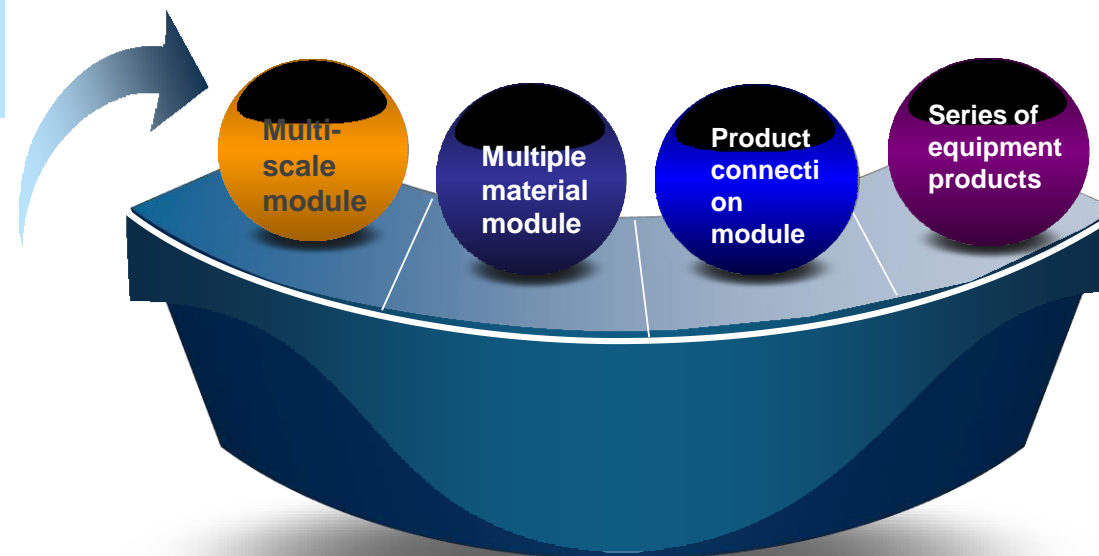 Multi-
scale
module
Multiple
material
module
Product
connecti
on
module
Series of
equipment
products